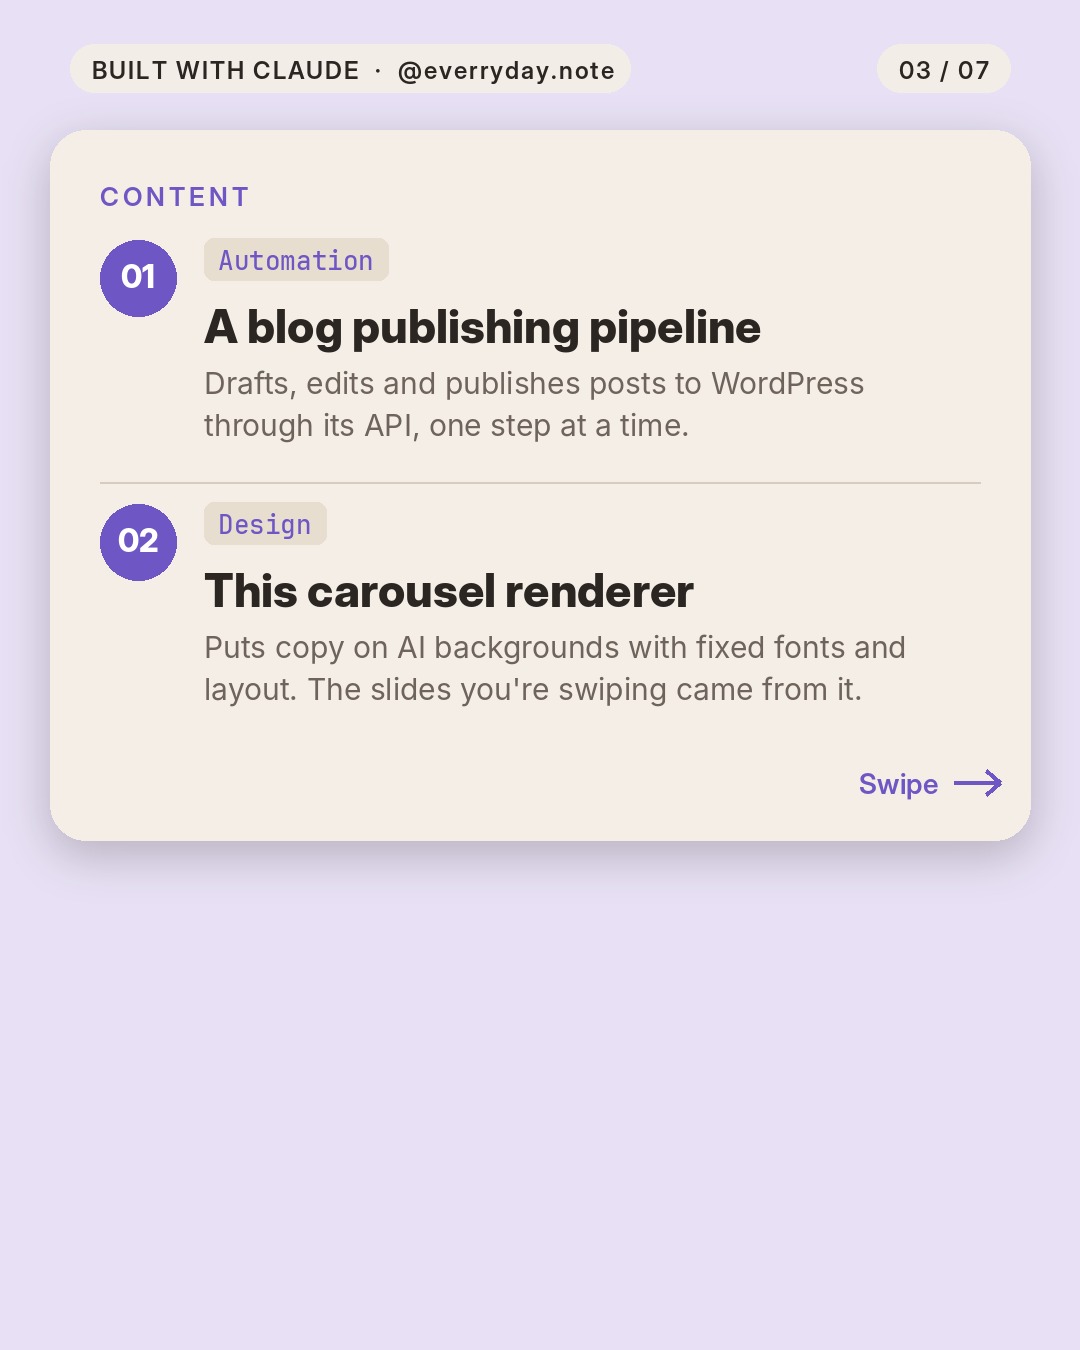 BUILT WITH CLAUDE · @everryday.note
03 / 07
CONTENT
01
Automation
A blog publishing pipeline
Drafts, edits and publishes posts to WordPress
through its API, one step at a time.
02
Design
This carousel renderer
Puts copy on AI backgrounds with fixed fonts and
layout. The slides you're swiping came from it.
Swipe